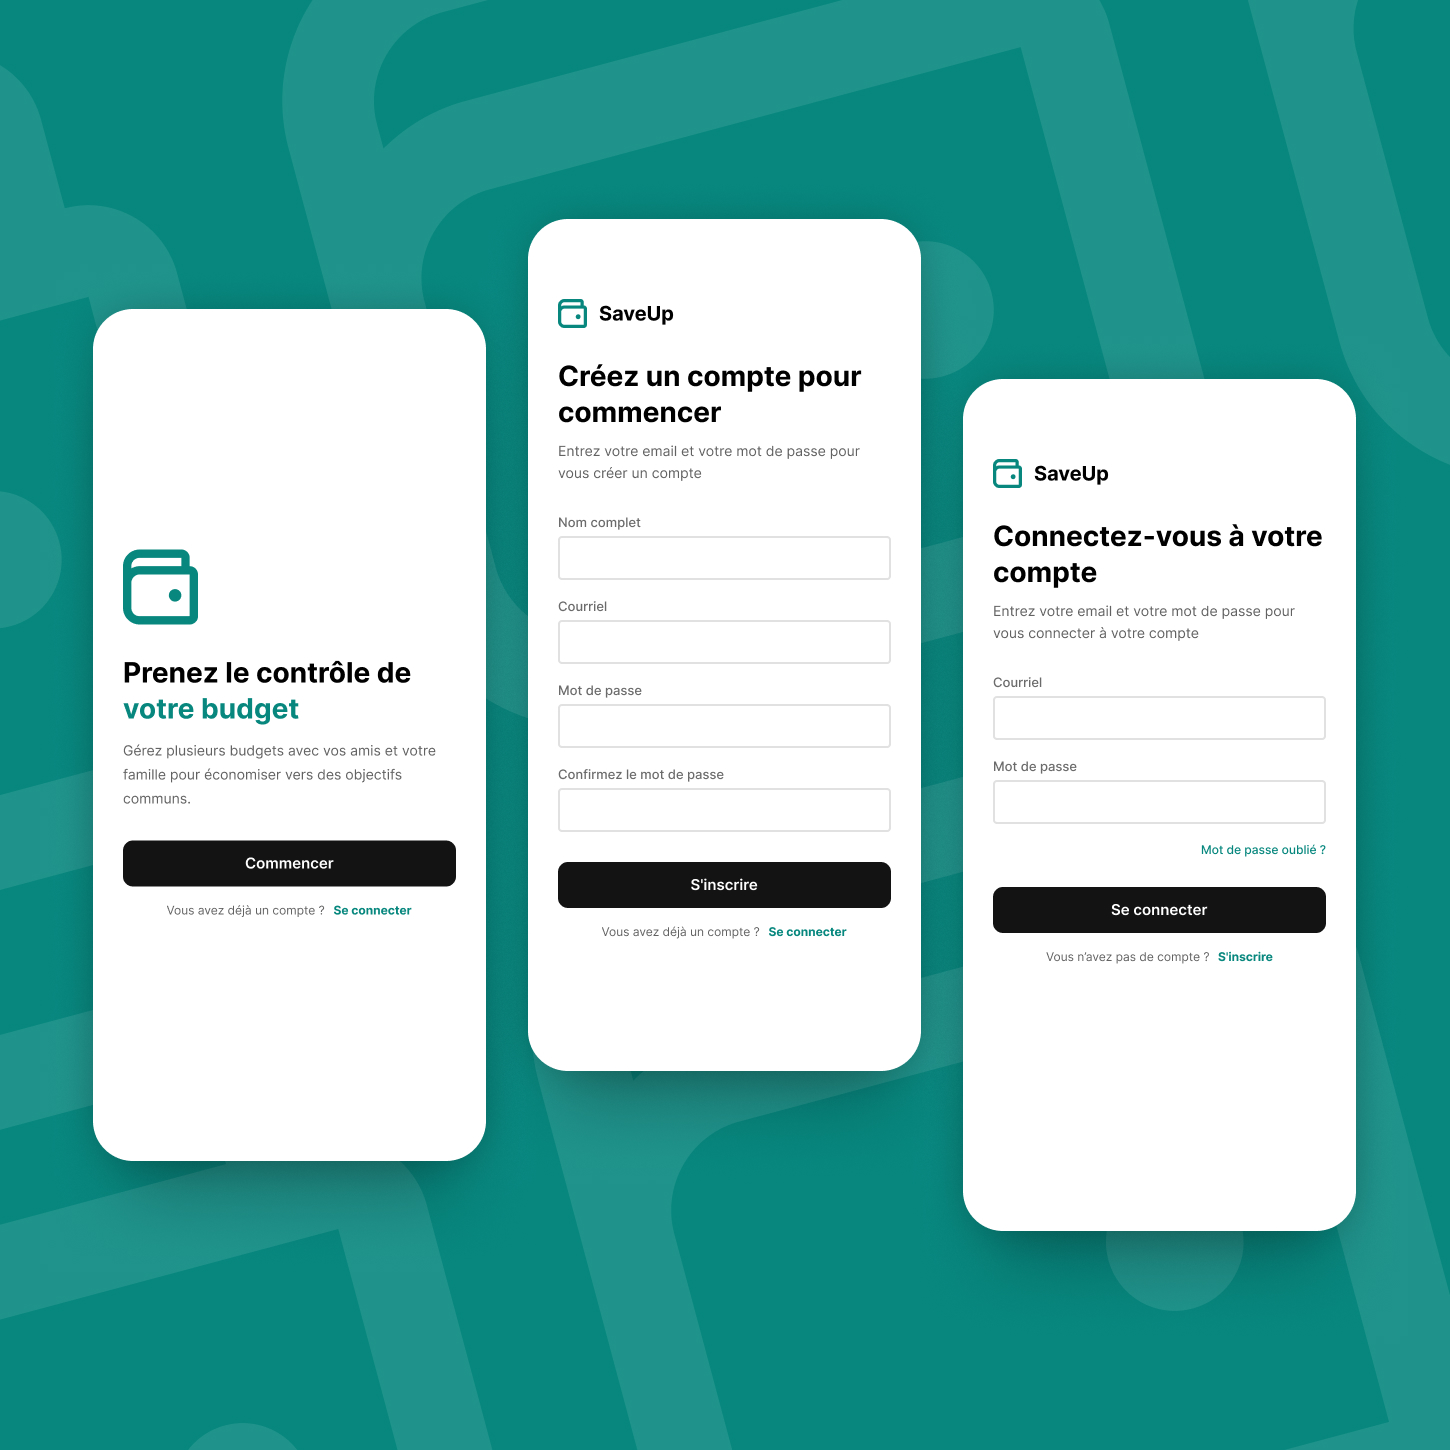 Prenez le contrôle de
votre budget
Gérez plusieurs budgets avec vos amis et votre
famille pour économiser vers des objectifs
communs.
Commencer
Vous avez déjà un compte ? Se connecter
SaveUp
Créez un compte pour
commencer
Entrez votre email et votre mot de passe pour
vous créer un compte
Nom complet
Courriel
Mot de passe
Confirmez le mot de passe
S'inscrire
Vous avez déjà un compte ? Se connecter
SaveUp
Connectez-vous à votre
compte
Entrez votre email et votre mot de passe pour
vous connecter à votre compte
Courriel
Mot de passe
Mot de passe oublié ?
Se connecter
Vous n'avez pas de compte ? S'inscrire